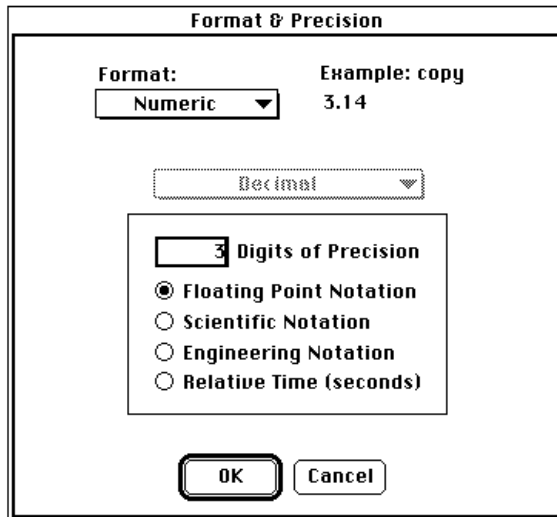 Format & Precision
Format:
Example: copy
Numeric
3.14
Decimal
3 Digits of Precision
Floating Point Notation
Scientific Notation
Engineering Notation
Relative Time (seconds)
OK
Cancel